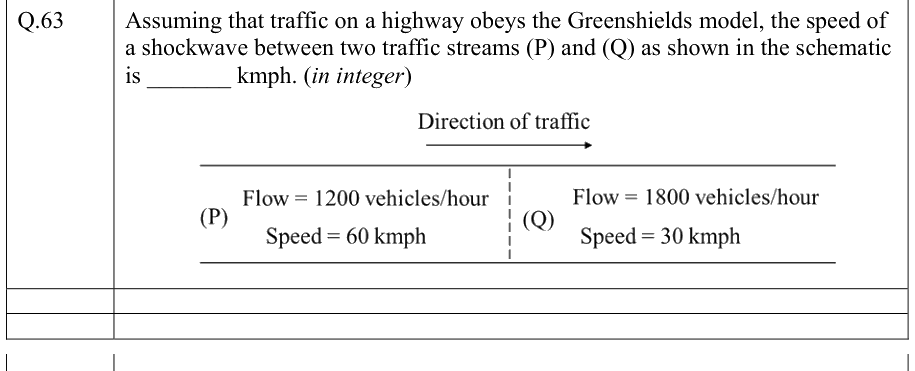 Q.63
Assuming that traffic on a highway obeys the Greenshields model, the speed of
a shockwave between two traffic streams (P) and (Q) as shown in the schematic
is _______ kmph. (in integer)
Direction of traffic
(P)
Flow = 1200 vehicles/hour
Speed = 60 kmph
(Q)
Flow = 1800 vehicles/hour
Speed = 30 kmph